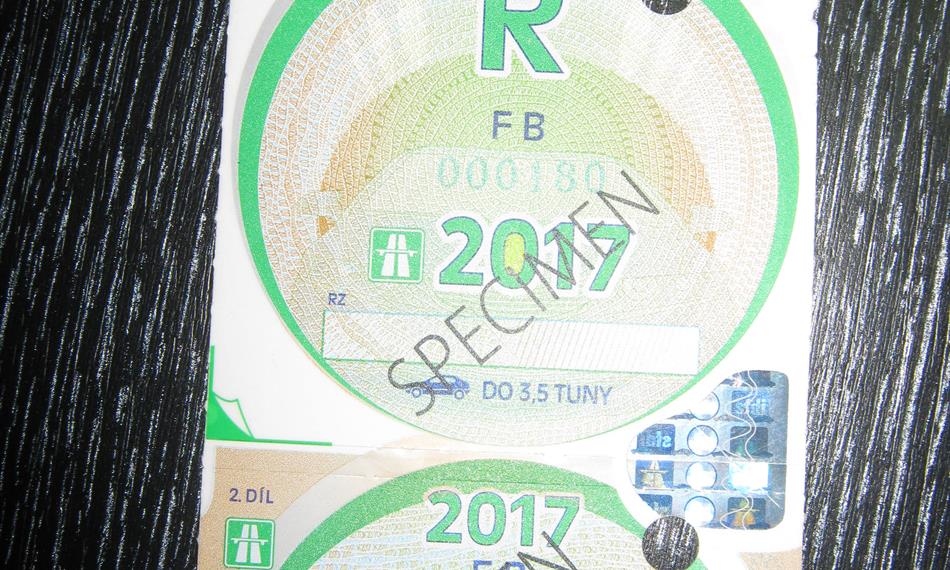 R
FB
000180
2017
SPECIMEN
RZ
DO 3,5 TUNY
2. DÍL
2017